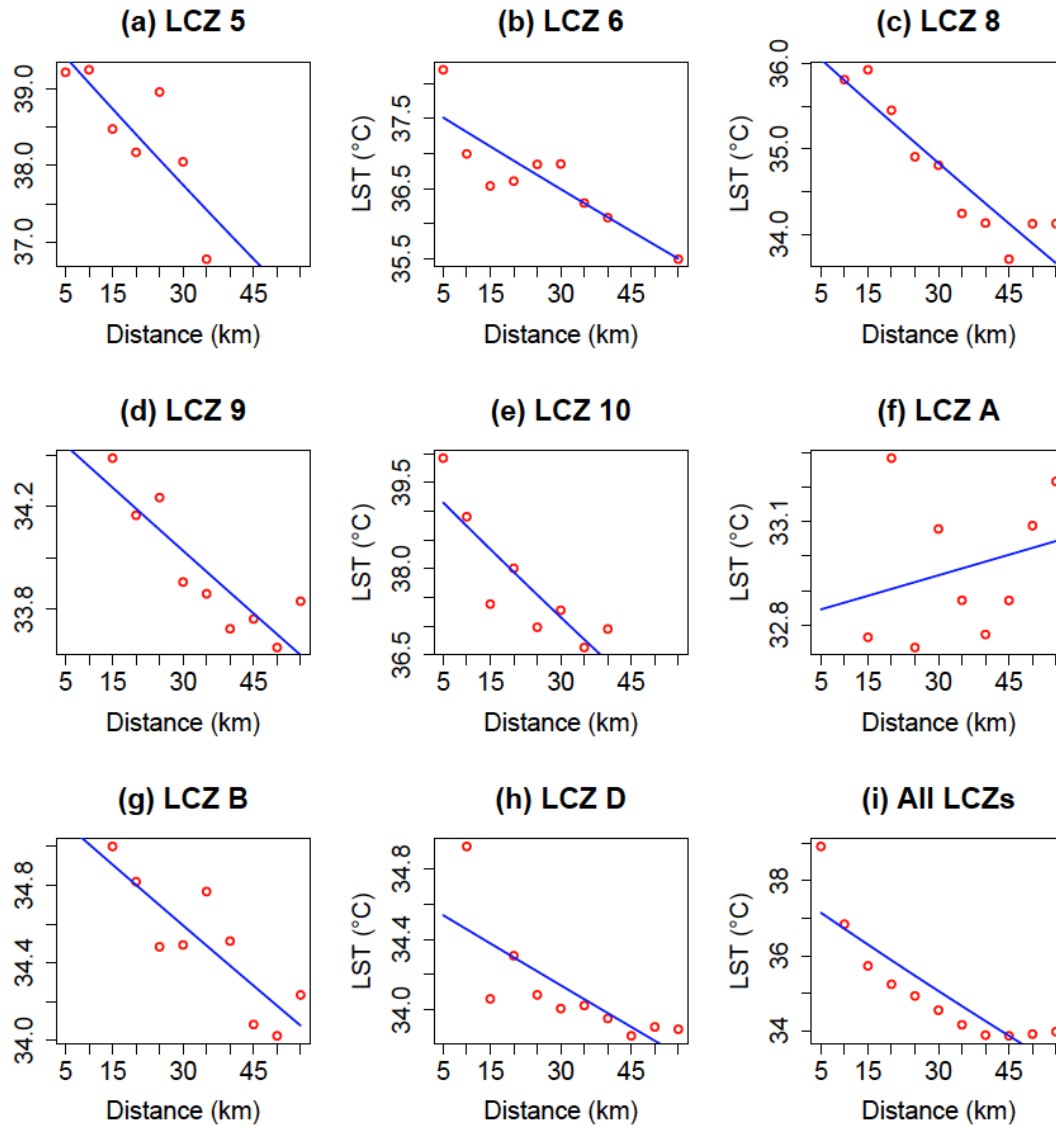 (a) LCZ 5
(b) LCZ 6
(c) LCZ 8
39.0
38.0
37.0
5 15 30 45
Distance (km)
LST (°C)
37.5
36.5
35.5
5 15 30 45
Distance (km)
LST (°C)
36.0
35.0
34.0
5 15 30 45
Distance (km)
(d) LCZ 9
(e) LCZ 10
(f) LCZ A
34.2
33.8
5 15 30 45
Distance (km)
LST (°C)
39.5
38.0
36.5
5 15 30 45
Distance (km)
LST (°C)
33.1
32.8
5 15 30 45
Distance (km)
(g) LCZ B
(h) LCZ D
(i) All LCZs
34.8
34.4
34.0
5 15 30 45
Distance (km)
LST (°C)
34.8
34.4
34.0
5 15 30 45
Distance (km)
LST (°C)
38
36
34
5 15 30 45
Distance (km)